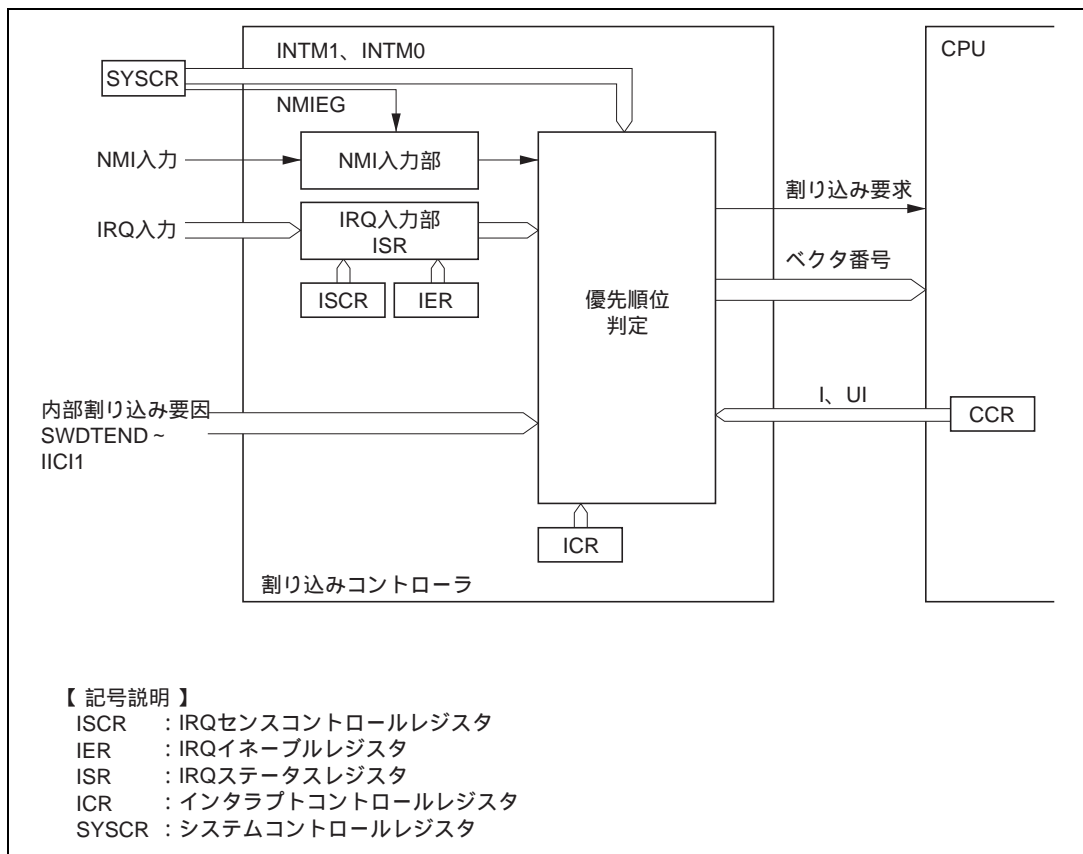 INTM1、INTM0
CPU
SYSCR
NMIEG
NMI入力
NMI入力部
割り込み要求
IRQ入力
IRQ入力部
ISR
ベクタ番号
ISCR
IER
優先順位
判定
I、UI
CCR
内部割り込み要因
SWDTEND~
IICI1
ICR
割り込みコントローラ
【 記号説明 】
ISCR :IRQセンスコントロールレジスタ
IER :IRQイネーブルレジスタ
ISR :IRQステータスレジスタ
ICR :インタラプトコントロールレジスタ
SYSCR :システムコントロールレジスタ